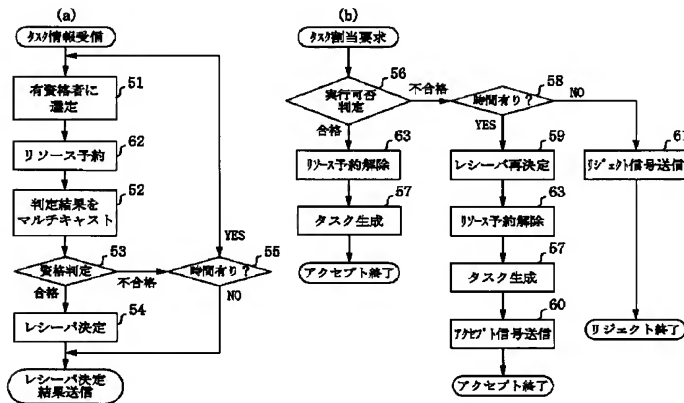 (a)
タスク情報受信
有資格者に
選定
51
リソース予約
62
判定結果を
マルチキャスト
52
資格判定
53
合格
不合格
時間有り？
55
YES
NO
レシーバ決定
54
レシーバ決定
結果送信
(b)
タスク割当要求
実行可否
判定
56
合格
不合格
時間有り？
58
NO
YES
リソース予約解除
63
タスク生成
57
アクセプト終了
レシーバ再決定
59
リソース予約解除
63
タスク生成
57
アクセプト信号送信
60
アクセプト終了
リジェクト信号送信
61
リジェクト終了